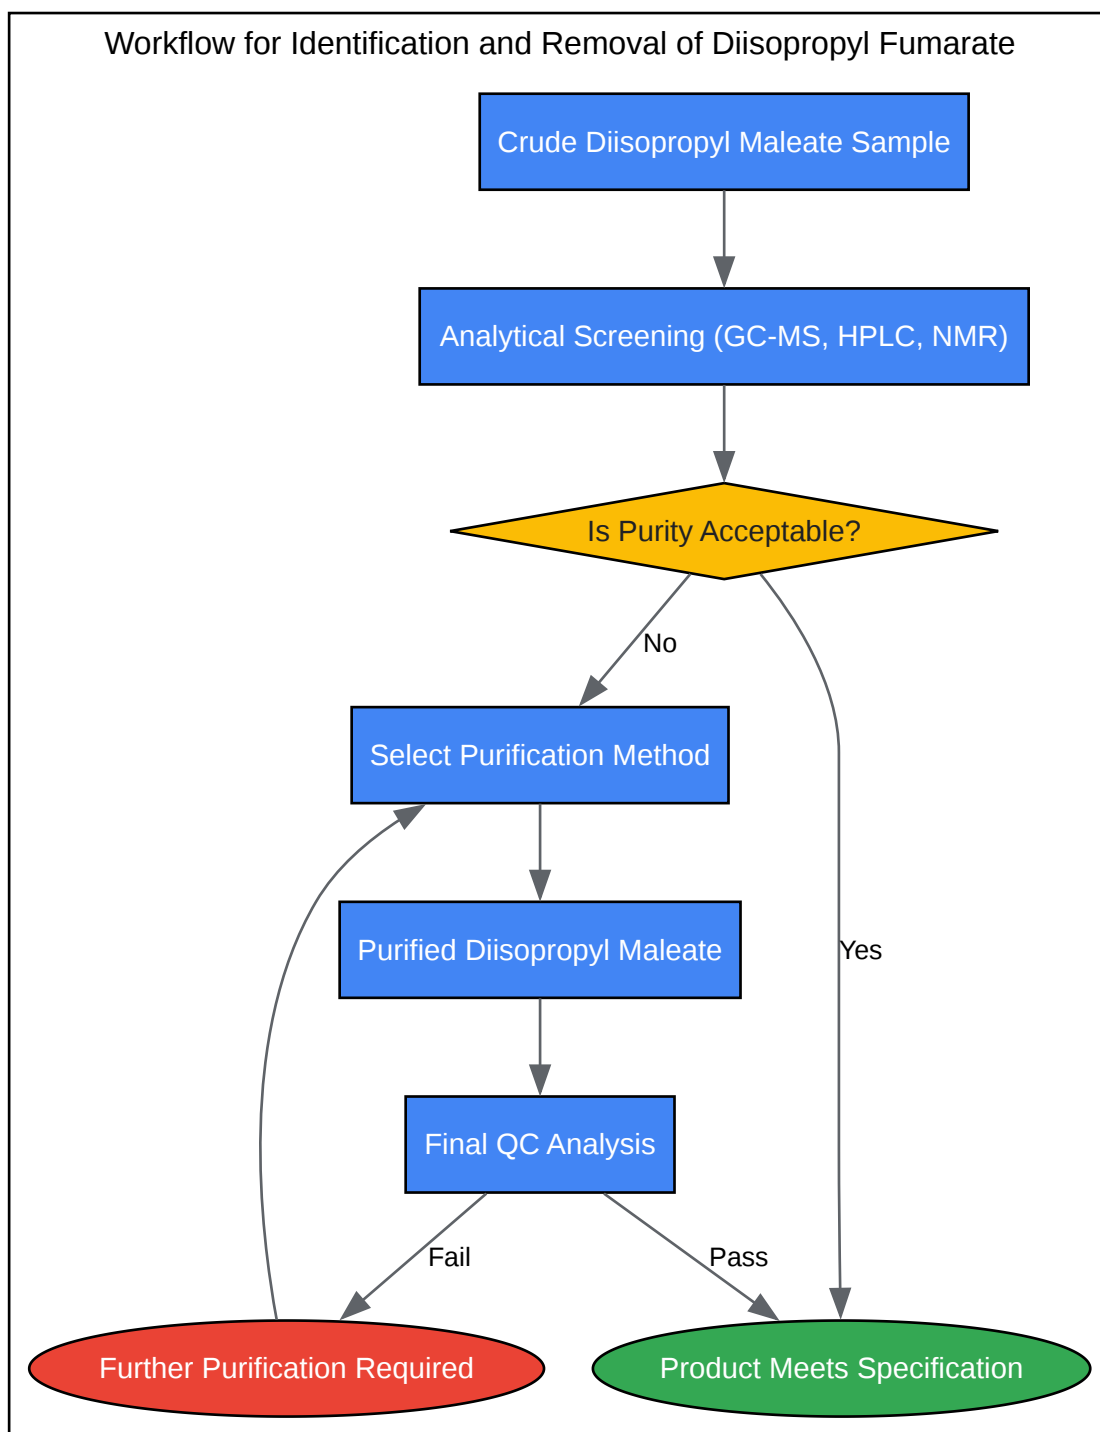 Workflow for Identification and Removal of Diisopropyl Fumarate
Crude Diisopropyl Maleate Sample
Analytical Screening (GC-MS, HPLC, NMR)
Is Purity Acceptable?
No
Select Purification Method
Purified Diisopropyl Maleate
Yes
Final QC Analysis
Fail
Pass
Further Purification Required
Product Meets Specification